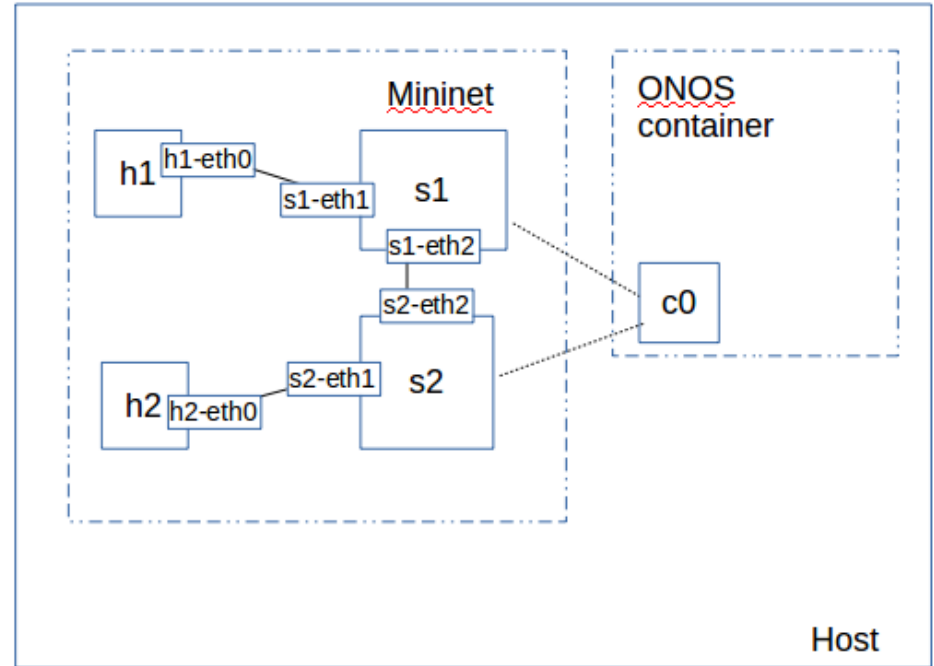 Mininet
ONOS
container
h1
h1-eth0
s1-eth1
s1
s1-eth2
s2-eth2
c0
h2
h2-eth0
s2-eth1
s2
Host